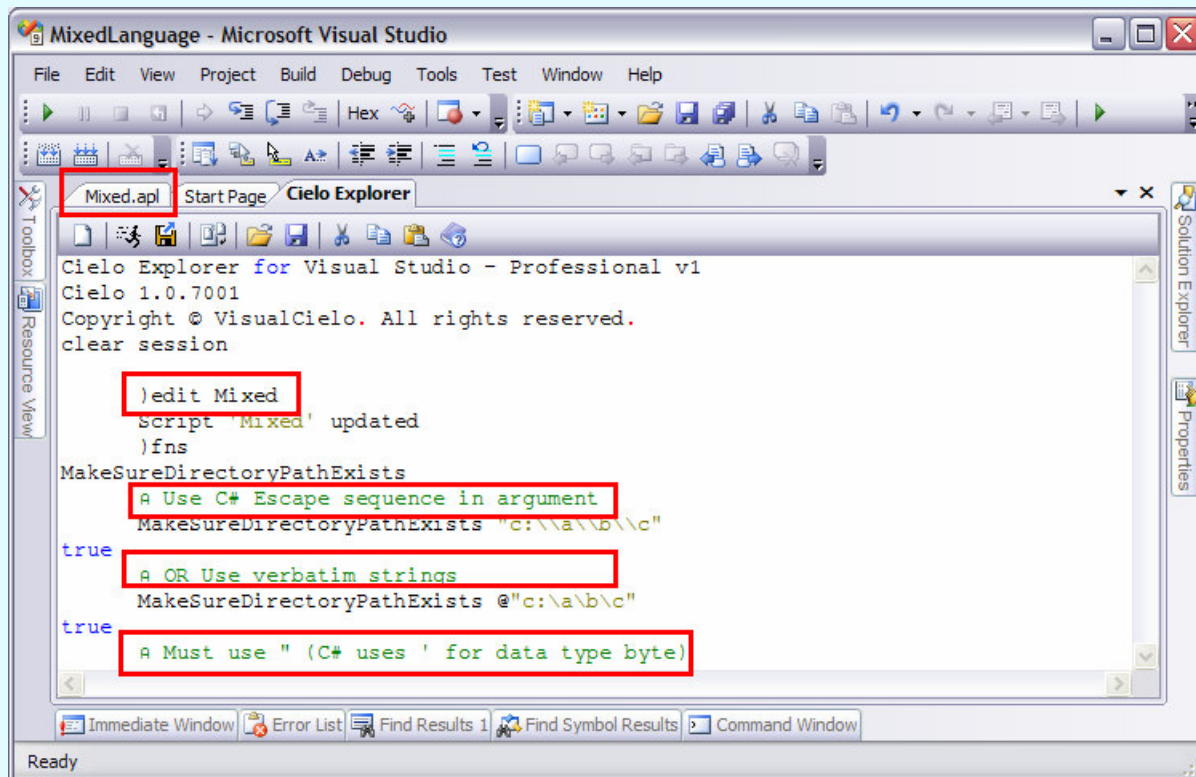 MixedLanguage - Microsoft Visual Studio
File Edit View Project Build Debug Tools Test Window Help
Hex
Mixed.apl Start Page Cielo Explorer
Toolbox
Resource View
Solution Explorer
Properties
Cielo Explorer for Visual Studio - Professional v1
Cielo 1.0.7001
Copyright © VisualCielo. All rights reserved.
clear session
)edit Mixed
Script 'Mixed' updated
)fns
MakeSureDirectoryPathExists
⍝ Use C# Escape sequence in argument
MakeSureDirectoryPathExists "c:\\a\\b\\c"
true
⍝ OR Use verbatim strings
MakeSureDirectoryPathExists @"c:\a\b\c"
true
⍝ Must use " (C# uses ' for data type byte)
Immediate Window Error List Find Results 1 Find Symbol Results Command Window
Ready